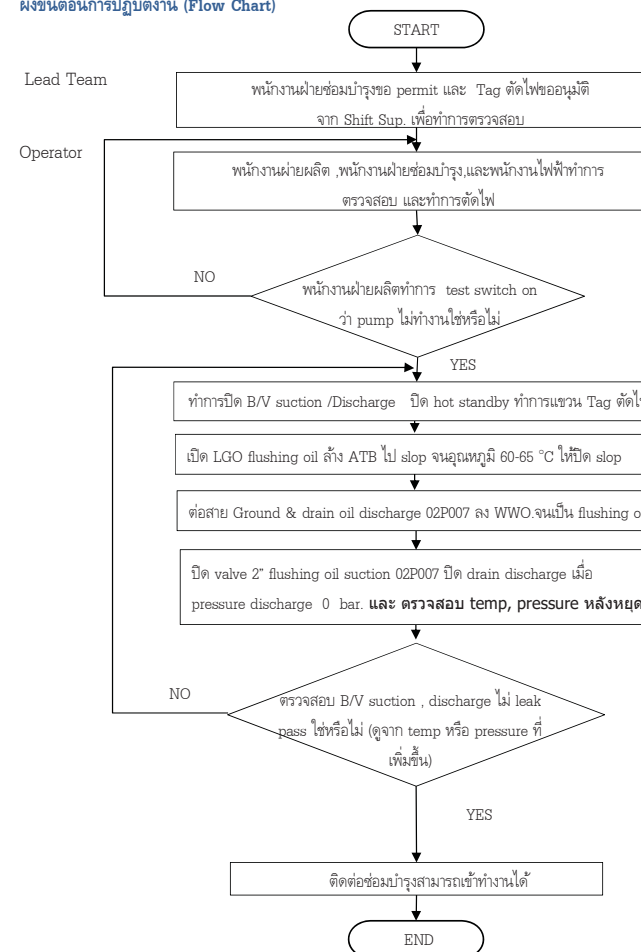 ผังขั้นตอนการปฏิบัติงาน (Flow Chart)
START
Lead Team
พนักงานฝ่ายซ่อมบำรุงขอ permit และ Tag ตัดไฟขออนุมัติ
จาก Shift Sup. เพื่อทำการตรวจสอบ
Operator
พนักงานผ่ายผลิต ,พนักงานฝ่ายซ่อมบำรุง,และพนักงานไฟฟ้าทำการ
ตรวจสอบ และทำการตัดไฟ
NO
พนักงานฝ่ายผลิตทำการ test switch on
ว่า pump ไม่ทำงานใช่หรือไม่
YES
ทำการปิด B/V suction /Discharge ปิด hot standby ทำการแขวน Tag
เปิด LGO flushing oil ล้าง ATB ไป slop จนอุณหภูมิ 60-65 °C ให้ปิด slop
ต่อสาย Ground & drain oil discharge 02P007 ลง WWO.จนเป็น flushing
ปิด valve 2" flushing oil suction 02P007 ปิด drain discharge เมื่อ
pressure discharge 0 bar. และ ตรวจสอบ temp, pressure หลังหยุด
NO
ตรวจสอบ B/V suction , discharge ไม่ leak
pass ใช่หรือไม่ (ดูจาก temp หรือ pressure ที่
เพิ่มขึ้น)
YES
ติดต่อซ่อมบำรุงสามารถเข้าทำงานได้
END